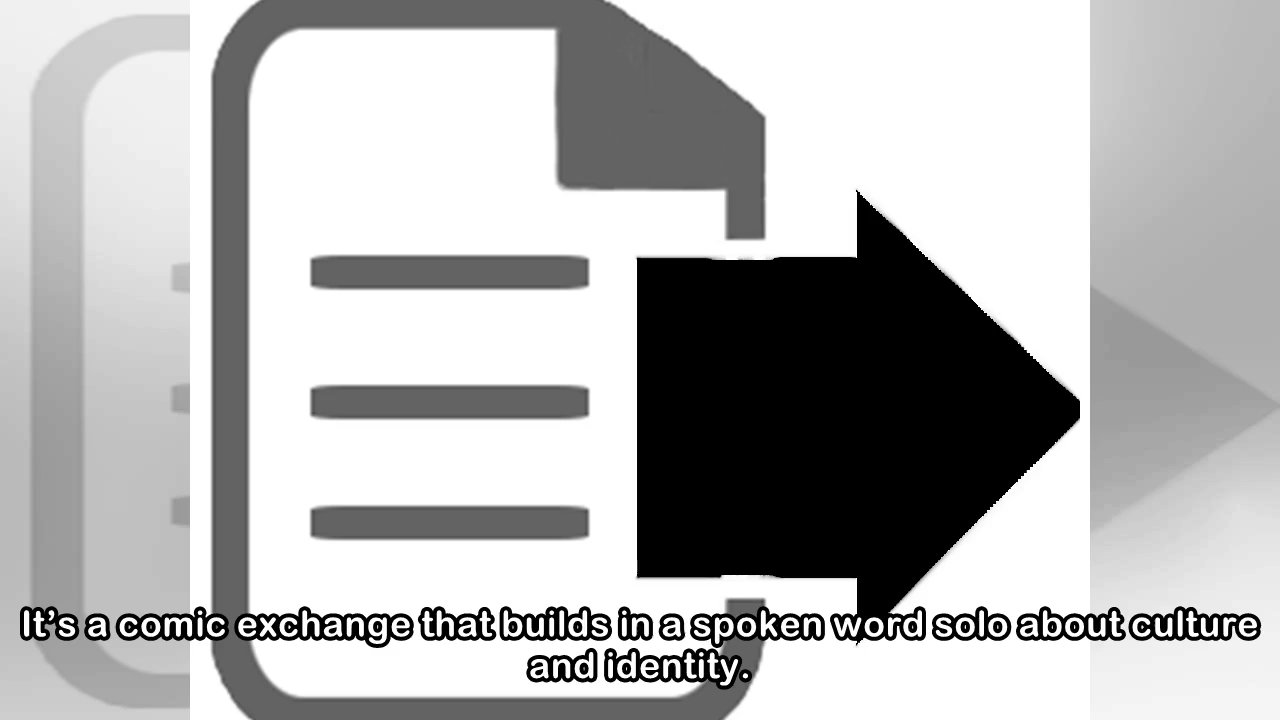 It’s a comic exchange that builds in a spoken word solo about culture
and identity.